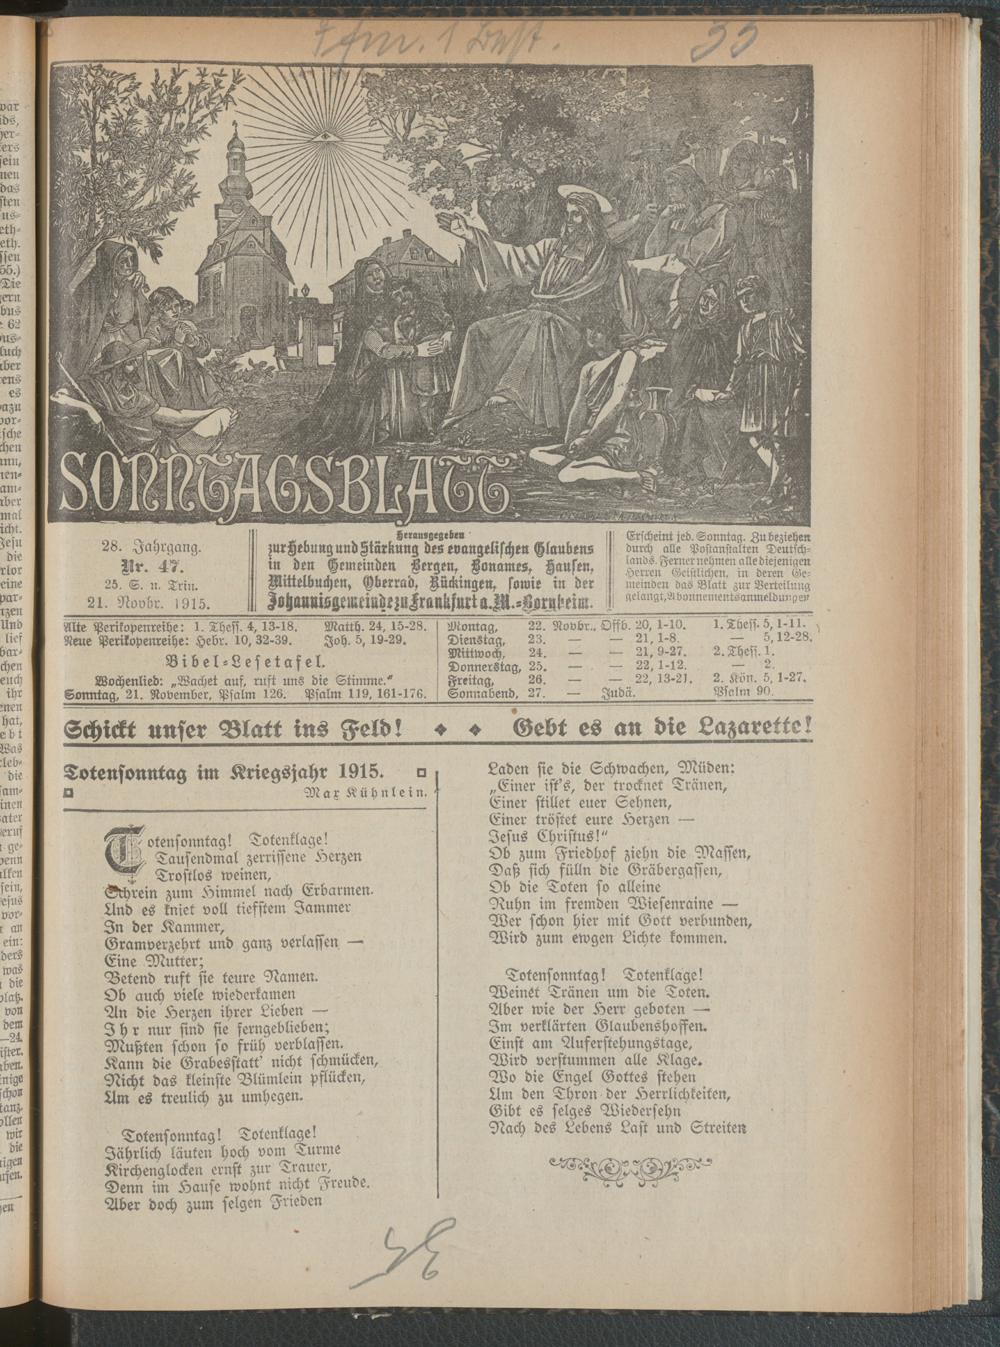 33
SONNTAGSBLATT
28. Jahrgang.
Nr. 47.
25. S. n. Trin.
21. Novbr. 1915.
Herausgegeben
zur Hebung und Stärkung des evangelischen Glaubens
in den Gemeinden Bergen, Bonames, Hausen,
Mittelbuchen, Oberrad, Rückingen, sowie in der
Johannisgemeinde zu Frankfurt a. M.=Bornheim.
Erscheint jed. Sonntag. Zu beziehen
durch alle Postanstalten Deutsch-
lands. Ferner nehmen alle diejenigen
Herren Geistlichen, in deren Ge-
meinden das Blatt zur Verteilung
gelangt, Abonnementsanmeldungen
Alte Perikopenreihe: 1. Thess. 4, 13-18. Matth. 24, 15-28.
Neue Perikopenreihe: Hebr. 10, 32-39. Joh. 5, 19-29.
Bibel=Lesetafel.
Wochenlied: „Wachet auf, ruft uns die Stimme.“
Sonntag, 21. November, Psalm 126. Psalm 119, 161-176.
Montag, 22. Novbr., Offb. 20, 1-10. 1. Thess. 5, 1-11.
Dienstag, 23. — — 21, 1-8. — 5, 12-28.
Mittwoch, 24. — — 21, 9-27. 2. Thess. 1.
Donnerstag, 25. — — 22, 1-12. — 2.
Freitag, 26. — — 22, 13-21. 2. Kön. 5, 1-27.
Sonnabend, 27. — Judä. Psalm 90.
Schickt unser Blatt ins Feld! ◆ ◆ Gebt es an die Lazarette!
Totensonntag im Kriegsjahr 1915.
Max Kühnlein.
Totensonntag! Totenklage!
Tausendmal zerrissene Herzen
Trostlos weinen,
Schrein zum Himmel nach Erbarmen.
Und es kniet voll tiefstem Jammer
In der Kammer,
Gramverzehrt und ganz verlassen —
Eine Mutter;
Betend ruft sie teure Namen.
Ob auch viele wiederkamen
An die Herzen ihrer Lieben —
Ihr nur sind sie ferngeblieben;
Mußten schon so früh verblassen.
Kann die Grabesstatt' nicht schmücken,
Nicht das kleinste Blümlein pflücken,
Um es treulich zu umhegen.
Totensonntag! Totenklage!
Jährlich läuten hoch vom Turme
Kirchenglocken ernst zur Trauer,
Denn im Hause wohnt nicht Freude.
Aber doch zum selgen Frieden
Laden sie die Schwachen, Müden:
„Einer ist's, der trocknet Tränen,
Einer stillet euer Sehnen,
Einer tröstet eure Herzen —
Jesus Christus!“
Ob zum Friedhof ziehn die Massen,
Daß sich fülln die Gräbergassen,
Ob die Toten so alleine
Ruhn im fremden Wiesenraine —
Wer schon hier mit Gott verbunden,
Wird zum ewgen Lichte kommen.
Totensonntag! Totenklage!
Weinet Tränen um die Toten.
Aber wie der Herr geboten —
Im verklärten Glaubenshoffen.
Einst am Auferstehungstage,
Wird verstummen alle Klage.
Wo die Engel Gottes stehen
Um den Thron der Herrlichkeiten,
Gibt es selges Wiedersehn
Nach des Lebens Last und Streiten